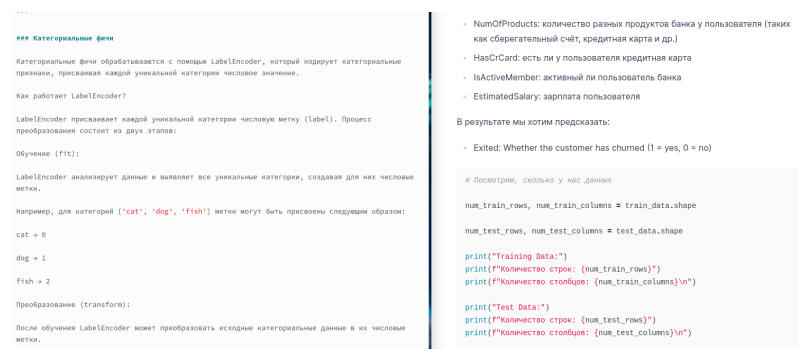 ### Категориальные фичи
Категориальные фичи обрабатываются с помощью LabelEncoder, который кодирует категориальные
признаки, присваивая каждой уникальной категории числовое значение.
Как работает LabelEncoder?
LabelEncoder присваивает каждой уникальной категории числовую метку (label). Процесс
преобразования состоит из двух этапов:
Обучение (fit):
LabelEncoder анализирует данные и выявляет все уникальные категории, создавая для них числовые
метки.
Например, для категорий ['cat', 'dog', 'fish'] метки могут быть присвоены следующим образом:
cat → 0
dog → 1
fish → 2
Преобразование (transform):
После обучения LabelEncoder может преобразовать исходные категориальные данные в их числовые
метки.
◦ NumOfProducts: количество разных продуктов банка у пользователя (таких
как сберегательный счёт, кредитная карта и др.)
◦ HasCrCard: есть ли у пользователя кредитная карта
◦ IsActiveMember: активный ли пользователь банка
◦ EstimatedSalary: зарплата пользователя
В результате мы хотим предсказать:
◦ Exited: Whether the customer has churned (1 = yes, 0 = no)
# Посмотрим, сколько у нас данных
num_train_rows, num_train_columns = train_data.shape
num_test_rows, num_test_columns = test_data.shape
print("Training Data:")
print(f"Количество строк: {num_train_rows}")
print(f"Количество столбцов: {num_train_columns}\n")
print("Test Data:")
print(f"Количество строк: {num_test_rows}")
print(f"Количество столбцов: {num_test_columns}\n")